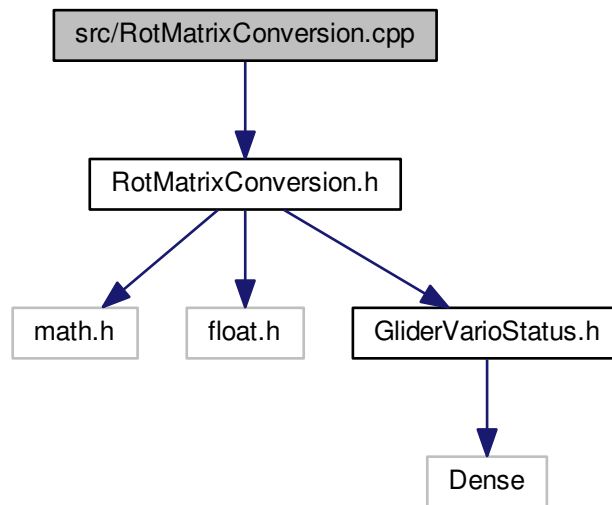 src/RotMatrixConversion.cpp
RotMatrixConversion.h
math.h
float.h
GliderVarioStatus.h
Dense